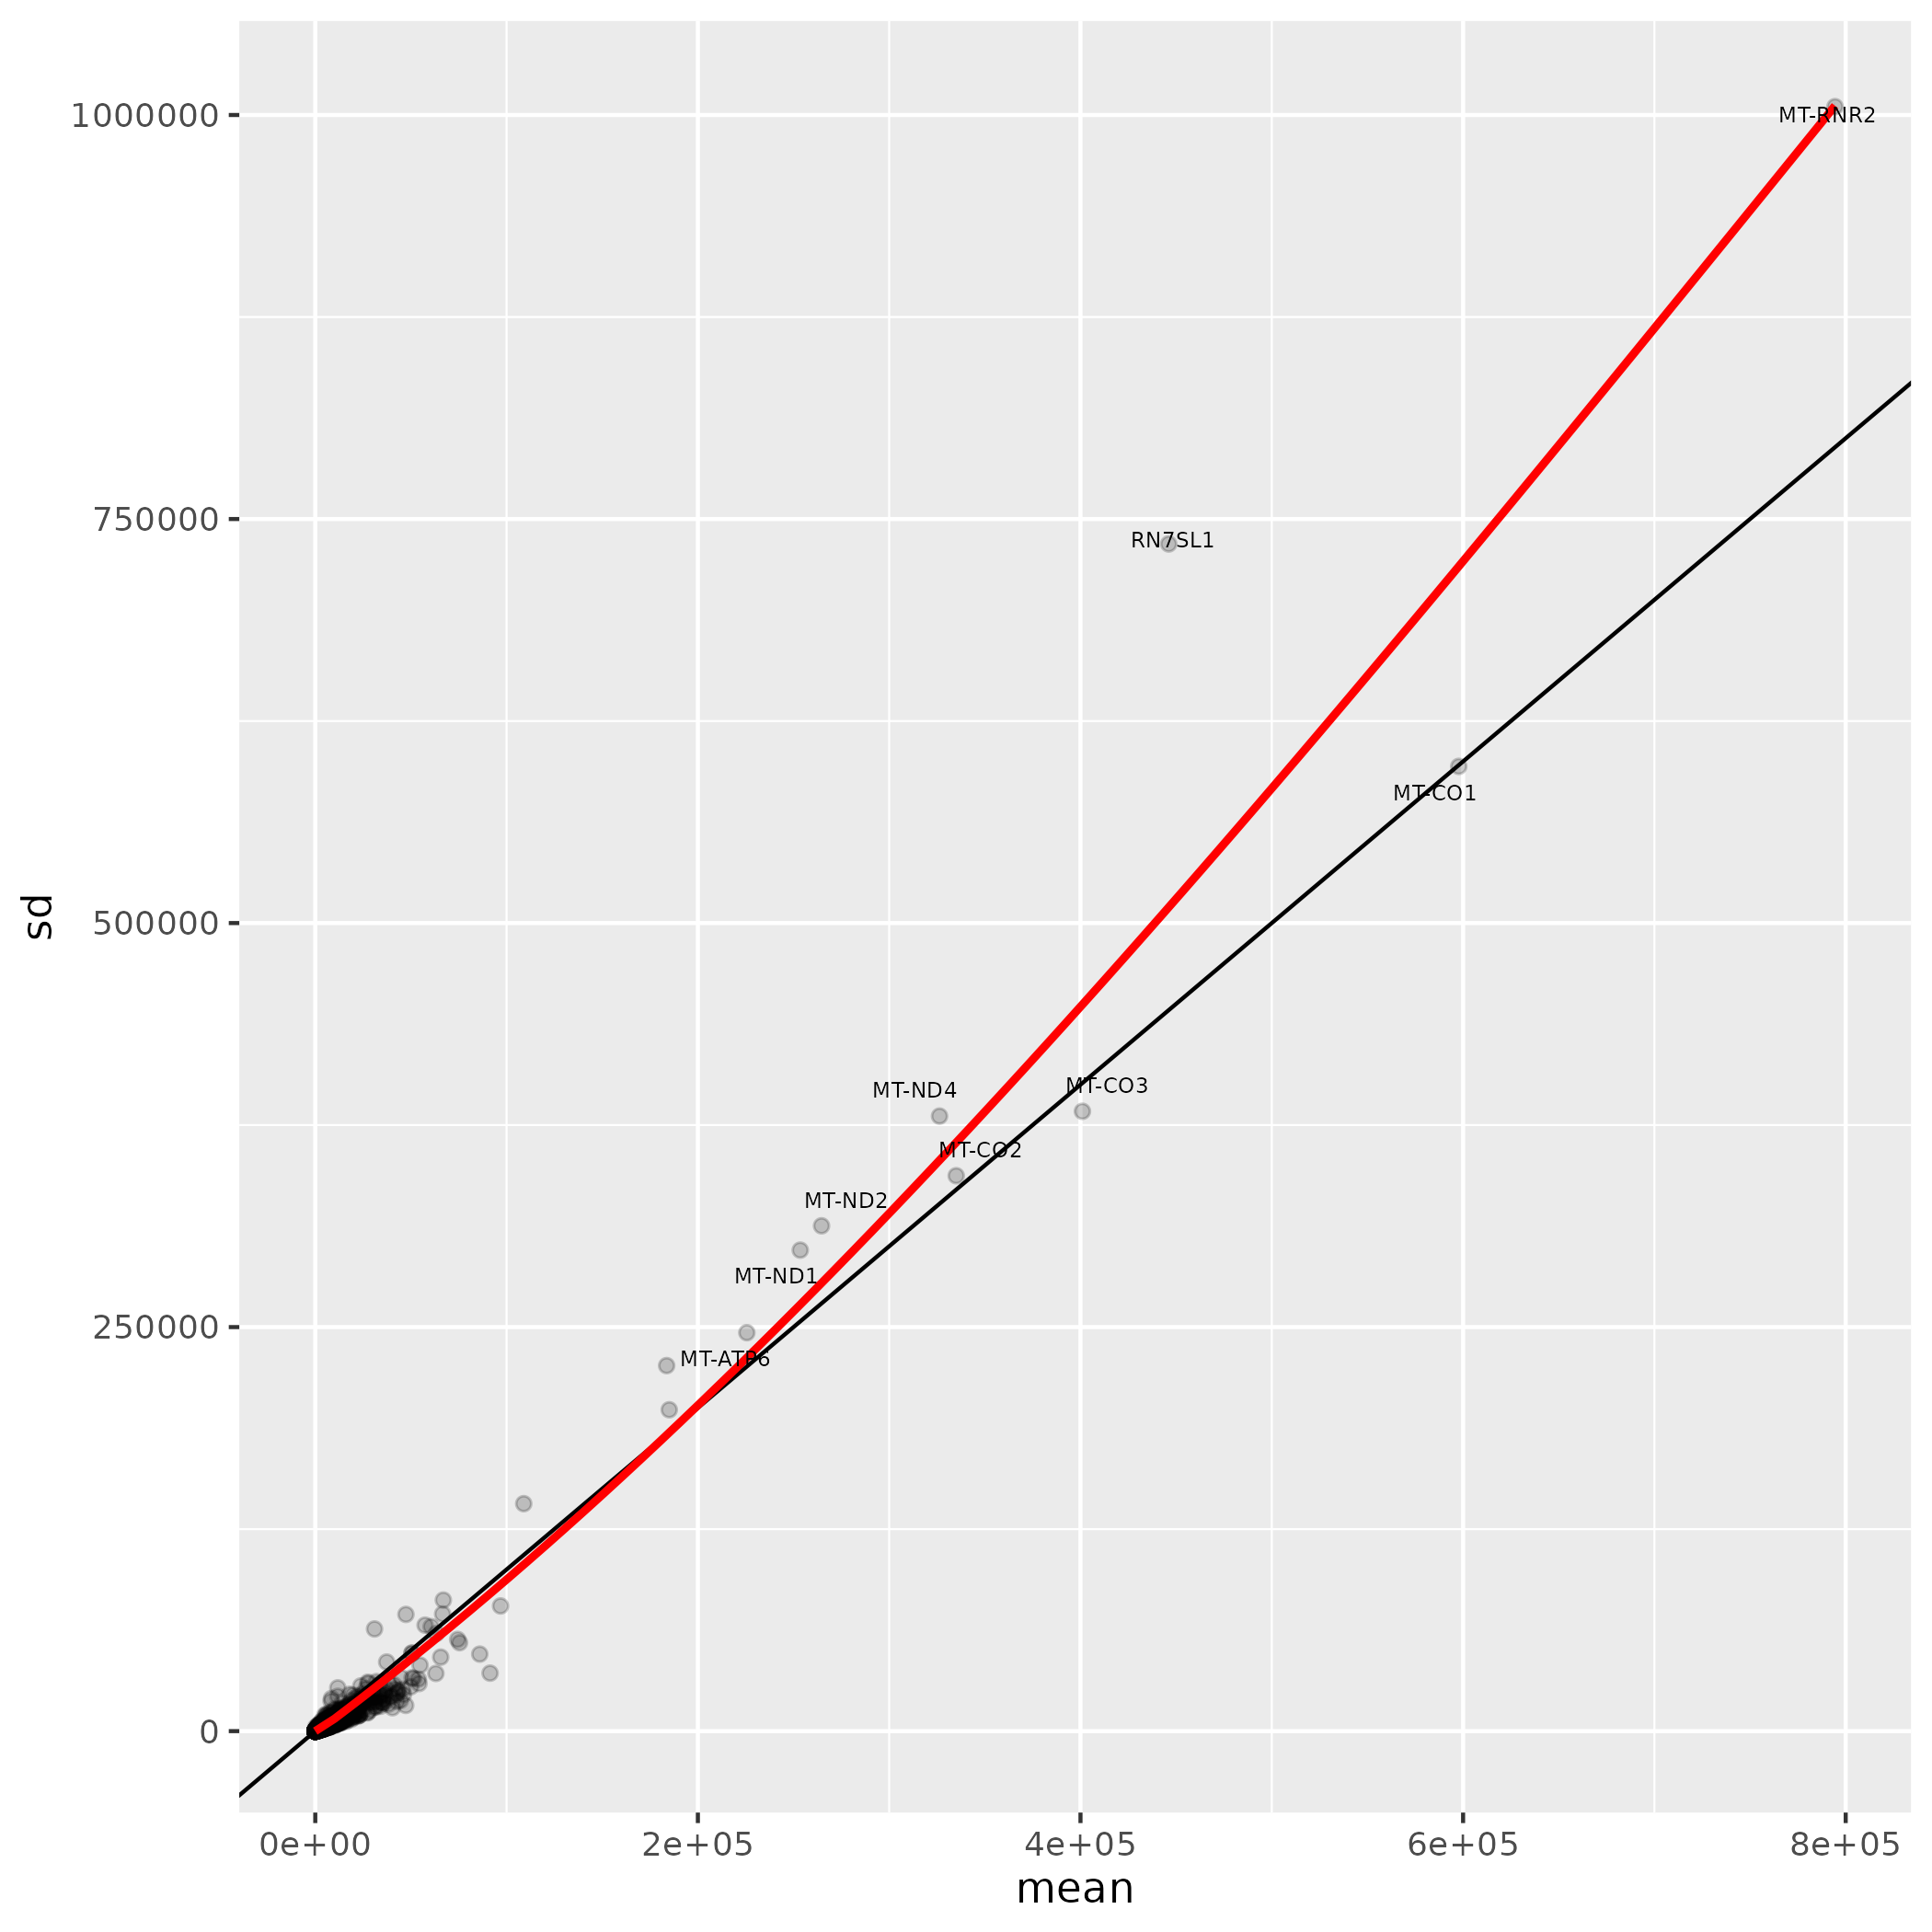 1000000
MT-RNR2
750000
RN7SL1
MT-CO1
sd
500000
MT-ND4
MT-CO3
MT-CO2
MT-ND2
MT-ND1
250000
MT-ATP6
0
0e+00
2e+05
4e+05
6e+05
8e+05
mean